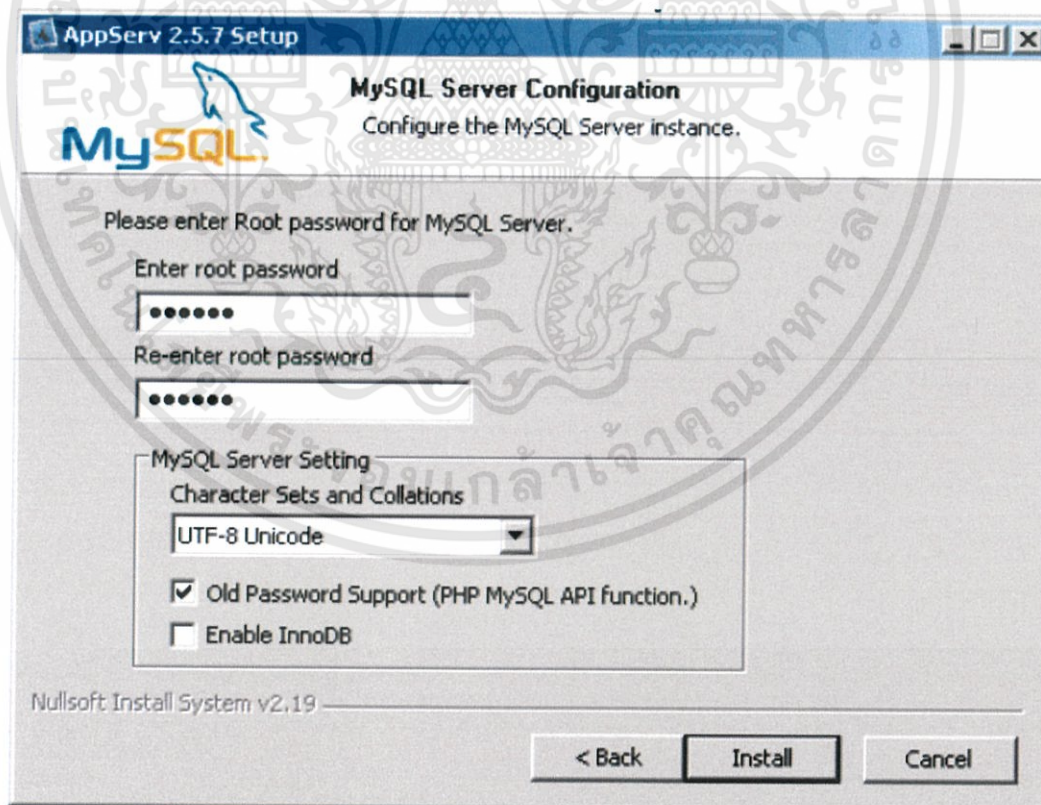 AppServ 2.5.7 Setup
MySQL
MySQL Server Configuration
Configure the MySQL Server instance.
Please enter Root password for MySQL Server.
Enter root password
••••••
Re-enter root password
••••••
MySQL Server Setting
Character Sets and Collations
UTF-8 Unicode
Old Password Support (PHP MySQL API function.)
Enable InnoDB
Nullsoft Install System v2.19
< Back
Install
Cancel